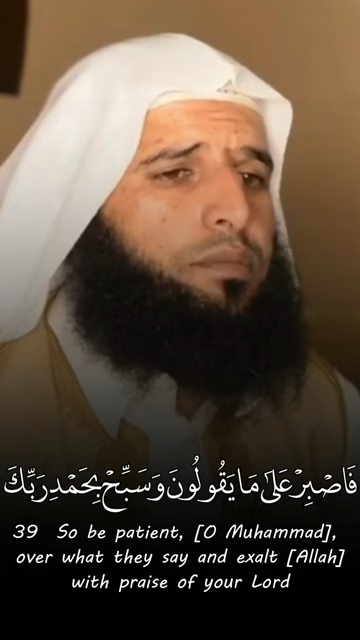 فَاصْبِرْ عَلَىٰ مَا يَقُولُونَ وَسَبِّحْ بِحَمْدِ رَبِّكَ
39 So be patient, [O Muhammad],
over what they say and exalt [Allah]
with praise of your Lord